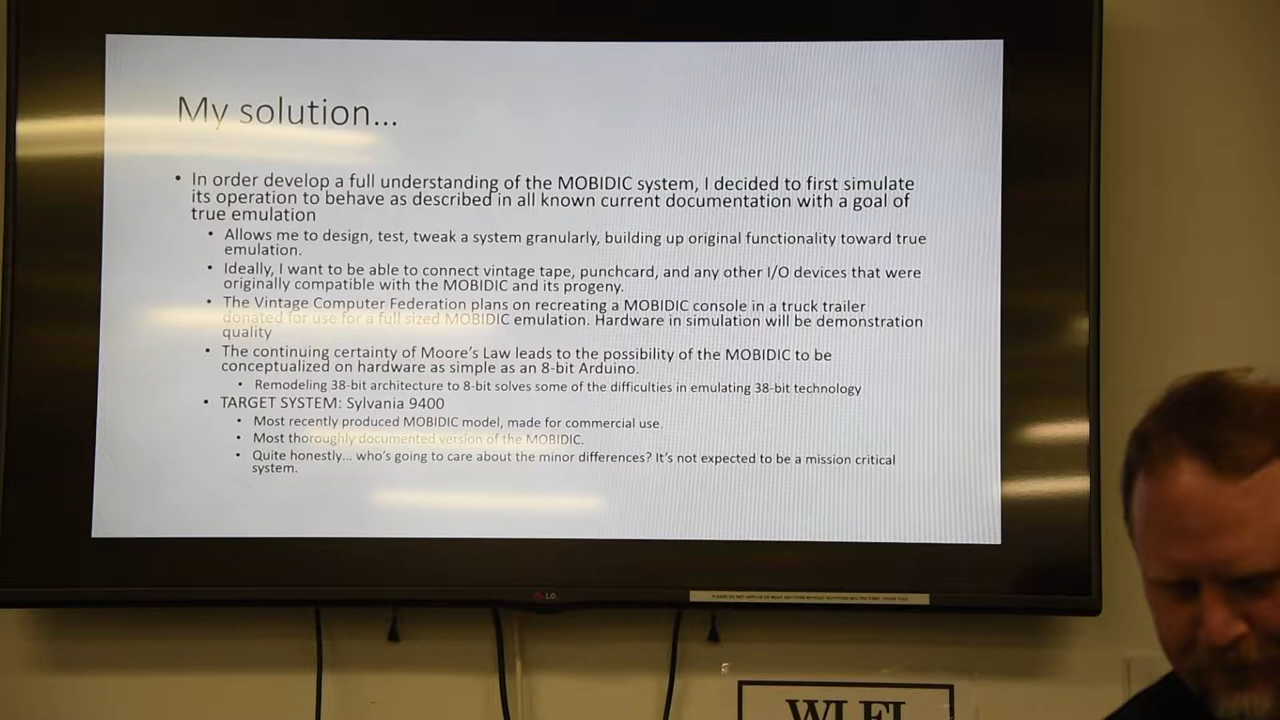 My solution...
• In order develop a full understanding of the MOBIDIC system, I decided to first simulate
its operation to behave as described in all known current documentation with a goal of
true emulation
• Allows me to design, test, tweak a system granularly, building up original functionality toward true
emulation.
• Ideally, I want to be able to connect vintage tape, punchcard, and any other I/O devices that were
originally compatible with the MOBIDIC and its progeny.
• The Vintage Computer Federation plans on recreating a MOBIDIC console in a truck trailer
donated for use for a full sized MOBIDIC emulation. Hardware in simulation will be demonstration
quality
• The continuing certainty of Moore's Law leads to the possibility of the MOBIDIC to be
conceptualized on hardware as simple as an 8-bit Arduino.
• Remodeling 38-bit architecture to 8-bit solves some of the difficulties in emulating 38-bit technology
• TARGET SYSTEM: Sylvania 9400
• Most recently produced MOBIDIC model, made for commercial use.
• Most thoroughly documented version of the MOBIDIC.
• Quite honestly... who's going to care about the minor differences? It's not expected to be a mission critical
system.
LG